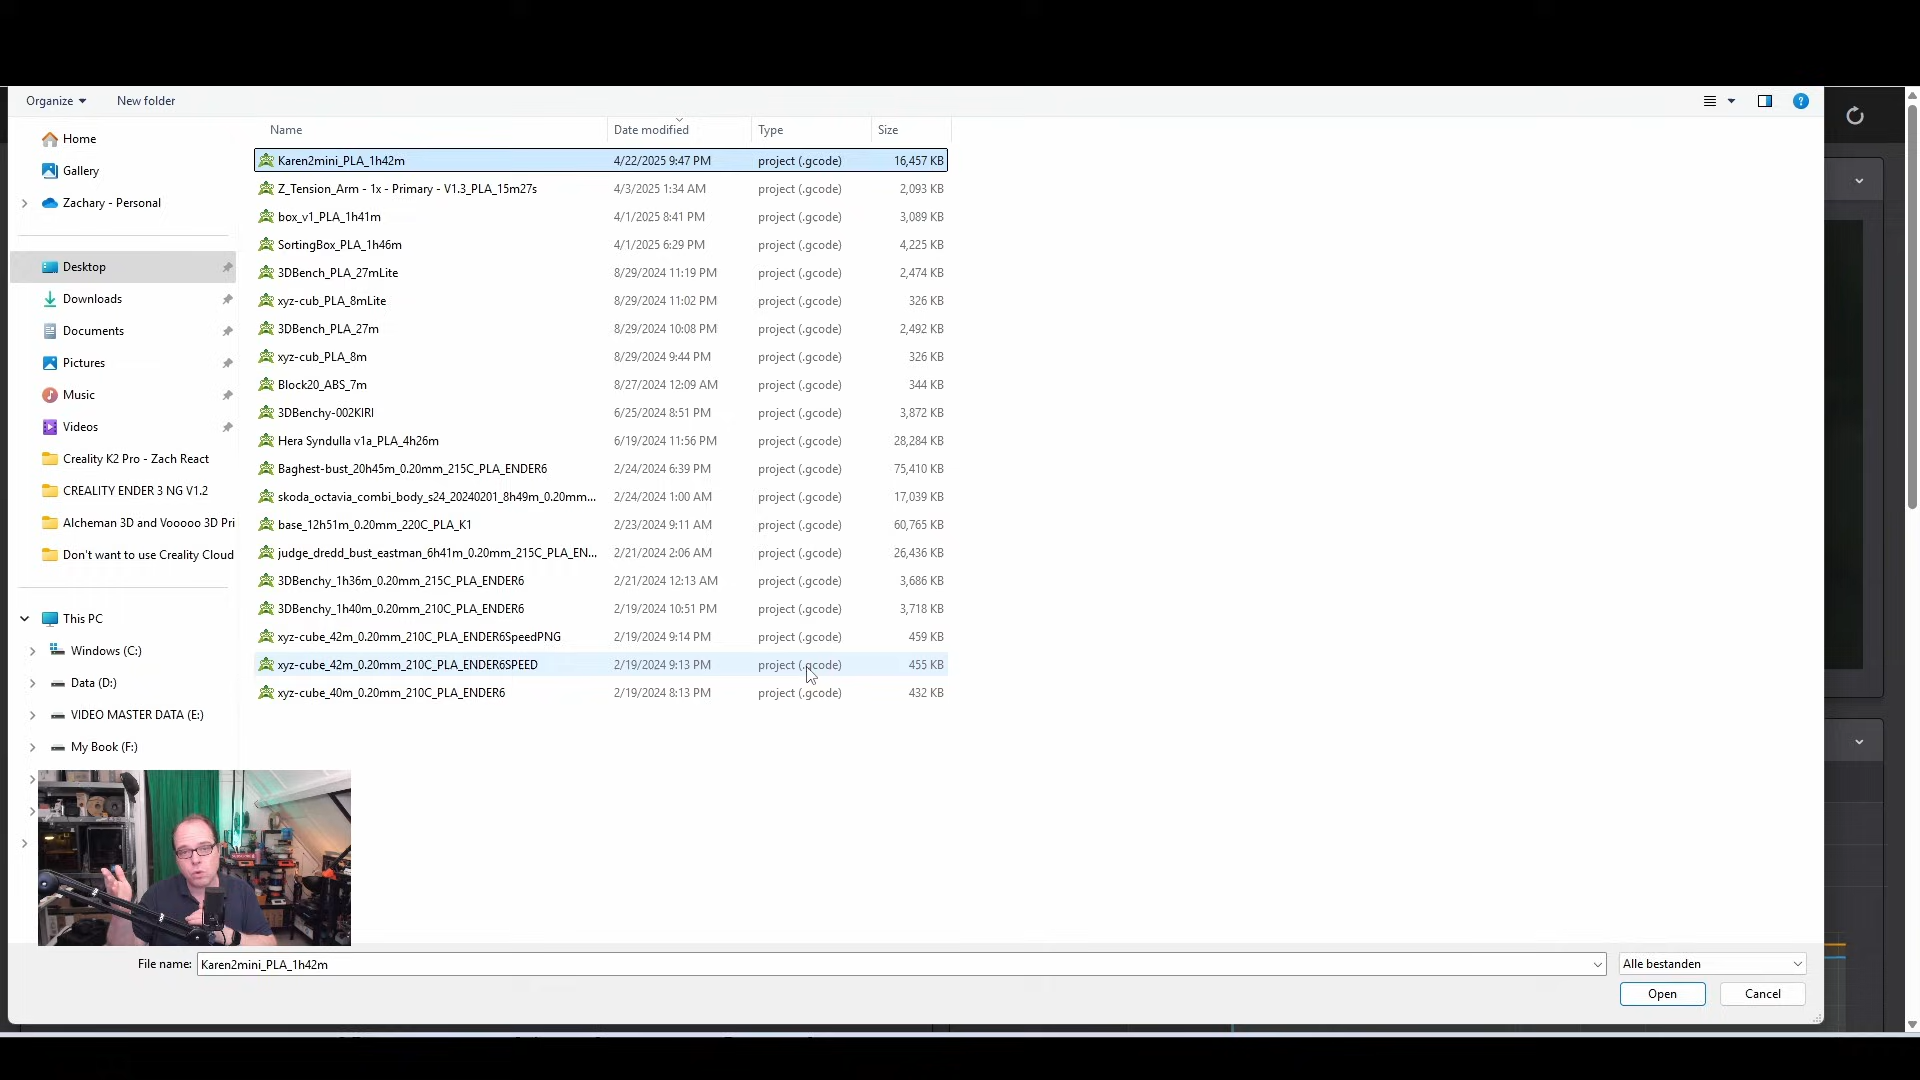 Organize
New folder
Home
Gallery
Zachary - Personal
Desktop
Downloads
Documents
Pictures
Music
Videos
Creality K2 Pro - Zach React
CREALITY ENDER 3 NG V1.2
Alcheman 3D and Vooooo 3D Pri
Don't want to use Creality Cloud
This PC
Windows (C:)
Data (D:)
VIDEO MASTER DATA (E:)
My Book (F:)
Name Date modified Type Size
Karen2mini_PLA_1h42m 4/22/2025 9:47 PM project (.gcode) 16,457 KB
Z_Tension_Arm - 1x - Primary - V1.3_PLA_15m27s 4/3/2025 1:34 AM project (.gcode) 2,093 KB
box_v1_PLA_1h41m 4/1/2025 8:41 PM project (.gcode) 3,089 KB
SortingBox_PLA_1h46m 4/1/2025 6:29 PM project (.gcode) 4,225 KB
3DBench_PLA_27mLite 8/29/2024 11:19 PM project (.gcode) 2,474 KB
xyz-cub_PLA_8mLite 8/29/2024 11:02 PM project (.gcode) 326 KB
3DBench_PLA_27m 8/29/2024 10:08 PM project (.gcode) 2,492 KB
xyz-cub_PLA_8m 8/29/2024 9:44 PM project (.gcode) 326 KB
Block20_ABS_7m 8/27/2024 12:09 AM project (.gcode) 344 KB
3DBenchy-002KIRI 6/25/2024 8:51 PM project (.gcode) 3,872 KB
Hera Syndulla v1a_PLA_4h26m 6/19/2024 11:56 PM project (.gcode) 28,284 KB
Baghest-bust_20h45m_0.20mm_215C_PLA_ENDER6 2/24/2024 6:39 PM project (.gcode) 75,410 KB
skoda_octavia_combi_body_s24_20240201_8h49m_0.20mm... 2/24/2024 1:00 AM project (.gcode) 17,039 KB
base_12h51m_0.20mm_220C_PLA_K1 2/23/2024 9:11 AM project (.gcode) 60,765 KB
judge_dredd_bust_eastman_6h41m_0.20mm_215C_PLA_EN... 2/21/2024 2:06 AM project (.gcode) 26,436 KB
3DBenchy_1h36m_0.20mm_215C_PLA_ENDER6 2/21/2024 12:13 AM project (.gcode) 3,686 KB
3DBenchy_1h40m_0.20mm_210C_PLA_ENDER6 2/19/2024 10:51 PM project (.gcode) 3,718 KB
xyz-cube_42m_0.20mm_210C_PLA_ENDER6SpeedPNG 2/19/2024 9:14 PM project (.gcode) 459 KB
xyz-cube_42m_0.20mm_210C_PLA_ENDER6SPEED 2/19/2024 9:13 PM project (.gcode) 455 KB
xyz-cube_40m_0.20mm_210C_PLA_ENDER6 2/19/2024 8:13 PM project (.gcode) 432 KB
File name: Karen2mini_PLA_1h42m
Alle bestanden
Open
Cancel